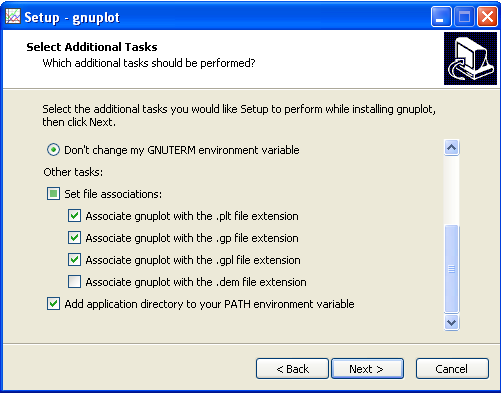 Setup - gnuplot
Select Additional Tasks
Which additional tasks should be performed?
Select the additional tasks you would like Setup to perform while installing gnuplot,
then click Next.
Don't change my GNUTERM environment variable
Other tasks:
Set file associations:
Associate gnuplot with the .plt file extension
Associate gnuplot with the .gp file extension
Associate gnuplot with the .gpl file extension
Associate gnuplot with the .dem file extension
Add application directory to your PATH environment variable
< Back
Next >
Cancel